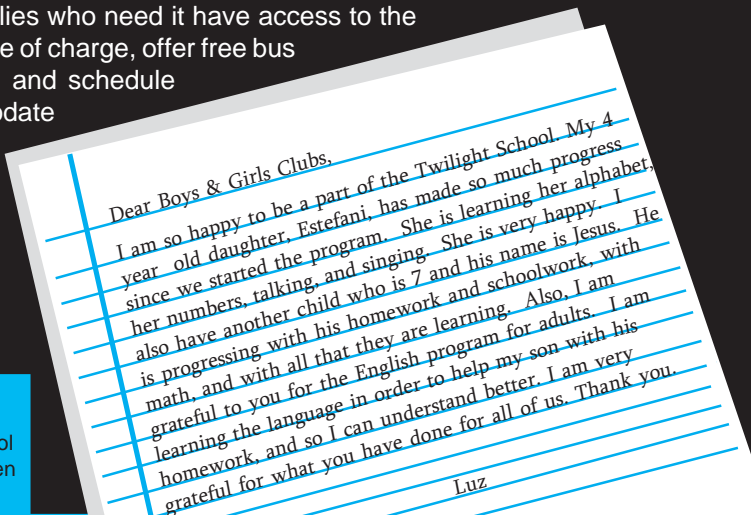 lies who need it have access to the
e of charge, offer free bus
and schedule
date
Dear Boys & Girls Clubs,
I am so happy to be a part of the Twilight School. My 4
year old daughter, Estefani, has made so much progress
since we started the program. She is learning her alphabet,
her numbers, talking, and singing. She is very happy. I
also have another child who is 7 and his name is Jesus. He
is progressing with his homework and schoolwork, with
math, and with all that they are learning. Also, I am
grateful to you for the English program for adults. I am
learning the language in order to help my son with his
homework, and so I can understand better. I am very
grateful for what you have done for all of us. Thank you.
Luz
ol
en